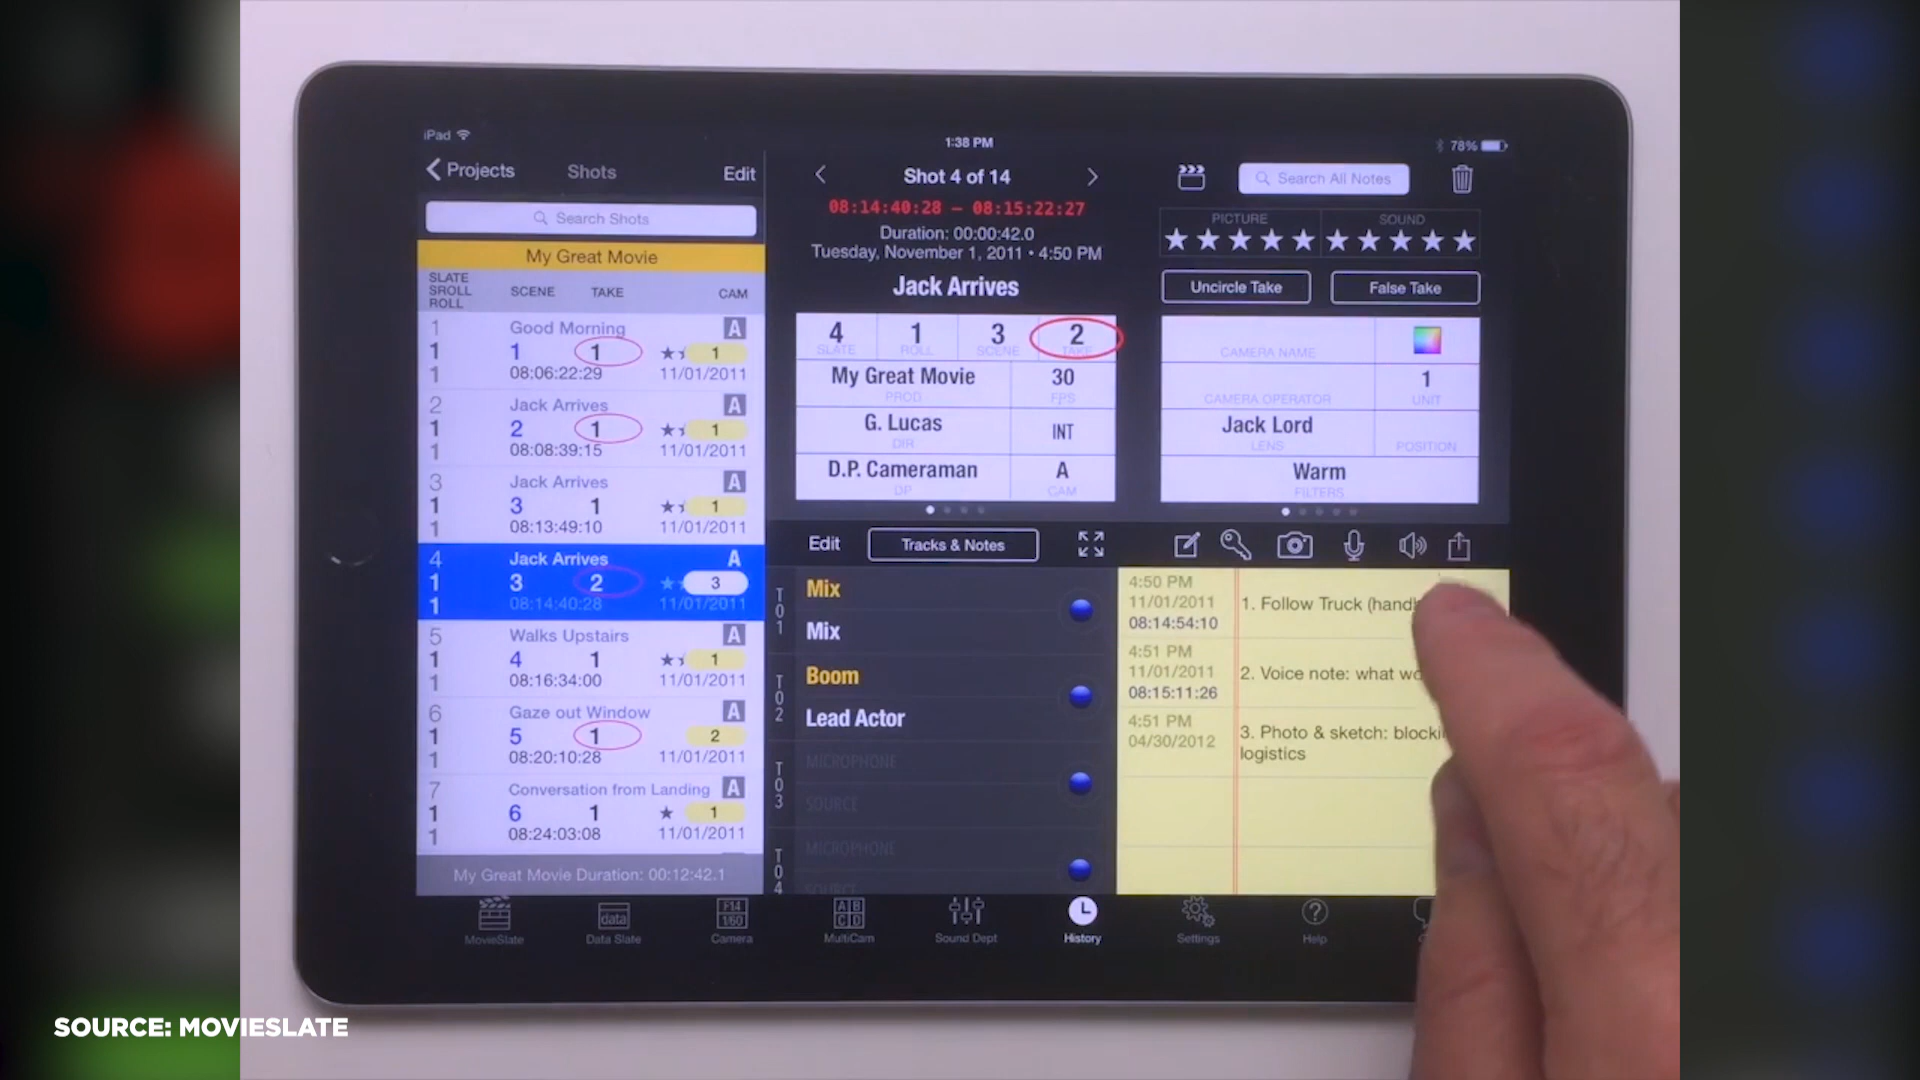 iPad
1:38 PM
78%
Projects
Shots
Edit
Search Shots
My Great Movie
SLATE
SROLL
ROLL
SCENE
TAKE
CAM
1
Good Morning
A
1
1
1
1
1
08:06:22:29
11/01/2011
2
Jack Arrives
A
1
2
1
1
1
08:08:39:15
11/01/2011
3
Jack Arrives
A
1
3
1
1
1
08:13:49:10
11/01/2011
4
Jack Arrives
A
1
3
2
3
1
08:14:40:28
11/01/2011
5
Walks Upstairs
A
1
4
1
1
1
08:16:34:00
11/01/2011
6
Gaze out Window
A
1
5
1
2
1
08:20:10:28
11/01/2011
7
Conversation from Landing
A
1
6
1
1
1
08:24:03:08
11/01/2011
My Great Movie Duration: 00:12:42.1
Shot 4 of 14
08:14:40:28 – 08:15:22:27
Duration: 00:00:42.0
Tuesday, November 1, 2011 • 4:50 PM
Jack Arrives
4
1
3
2
SLATE
ROLL
SCENE
TAKE
My Great Movie
30
PROD
FPS
G. Lucas
INT
DIR
D.P. Cameraman
A
DP
CAM
Search All Notes
PICTURE
SOUND
Uncircle Take
False Take
CAMERA NAME
1
CAMERA OPERATOR
UNIT
Jack Lord
LENS
POSITION
Warm
FILTERS
Edit
Tracks & Notes
T01
Mix
Mix
T02
Boom
Lead Actor
T03
MICROPHONE
SOURCE
T04
MICROPHONE
SOURCE
4:50 PM
11/01/2011
08:14:54:10
1. Follow Truck
4:51 PM
11/01/2011
08:15:11:26
2. Voice note: what
4:51 PM
04/30/2012
3. Photo & sketch:
logistics
MovieSlate
data
Data Slate
F1.4
1/60
Camera
A B
C D
MultiCam
Sound Dept
History
Settings
?
Help
SOURCE: MOVIESLATE